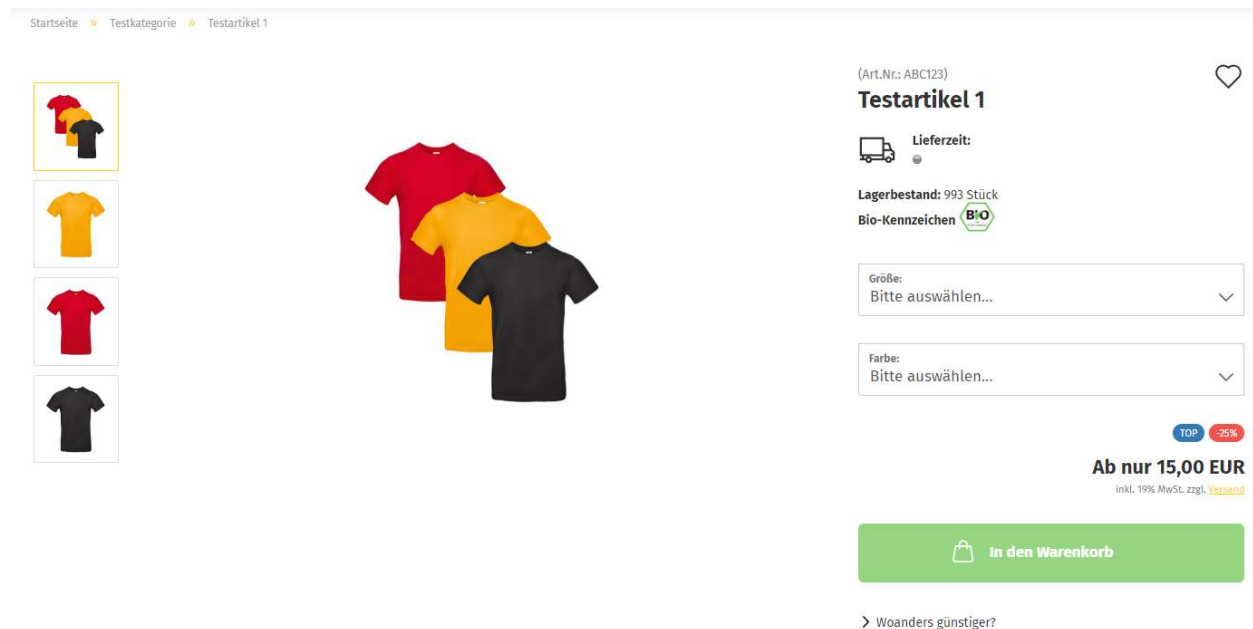 Startseite » Testkategorie » Testartikel 1
(Art.Nr.: ABC123)
Testartikel 1
Lieferzeit:
Lagerbestand: 993 Stück
Bio-Kennzeichen BIO
Größe:
Bitte auswählen...
Farbe:
Bitte auswählen...
TOP -25%
Ab nur 15,00 EUR
inkl. 19% MwSt. zzgl. Versand
In den Warenkorb
Woanders günstiger?